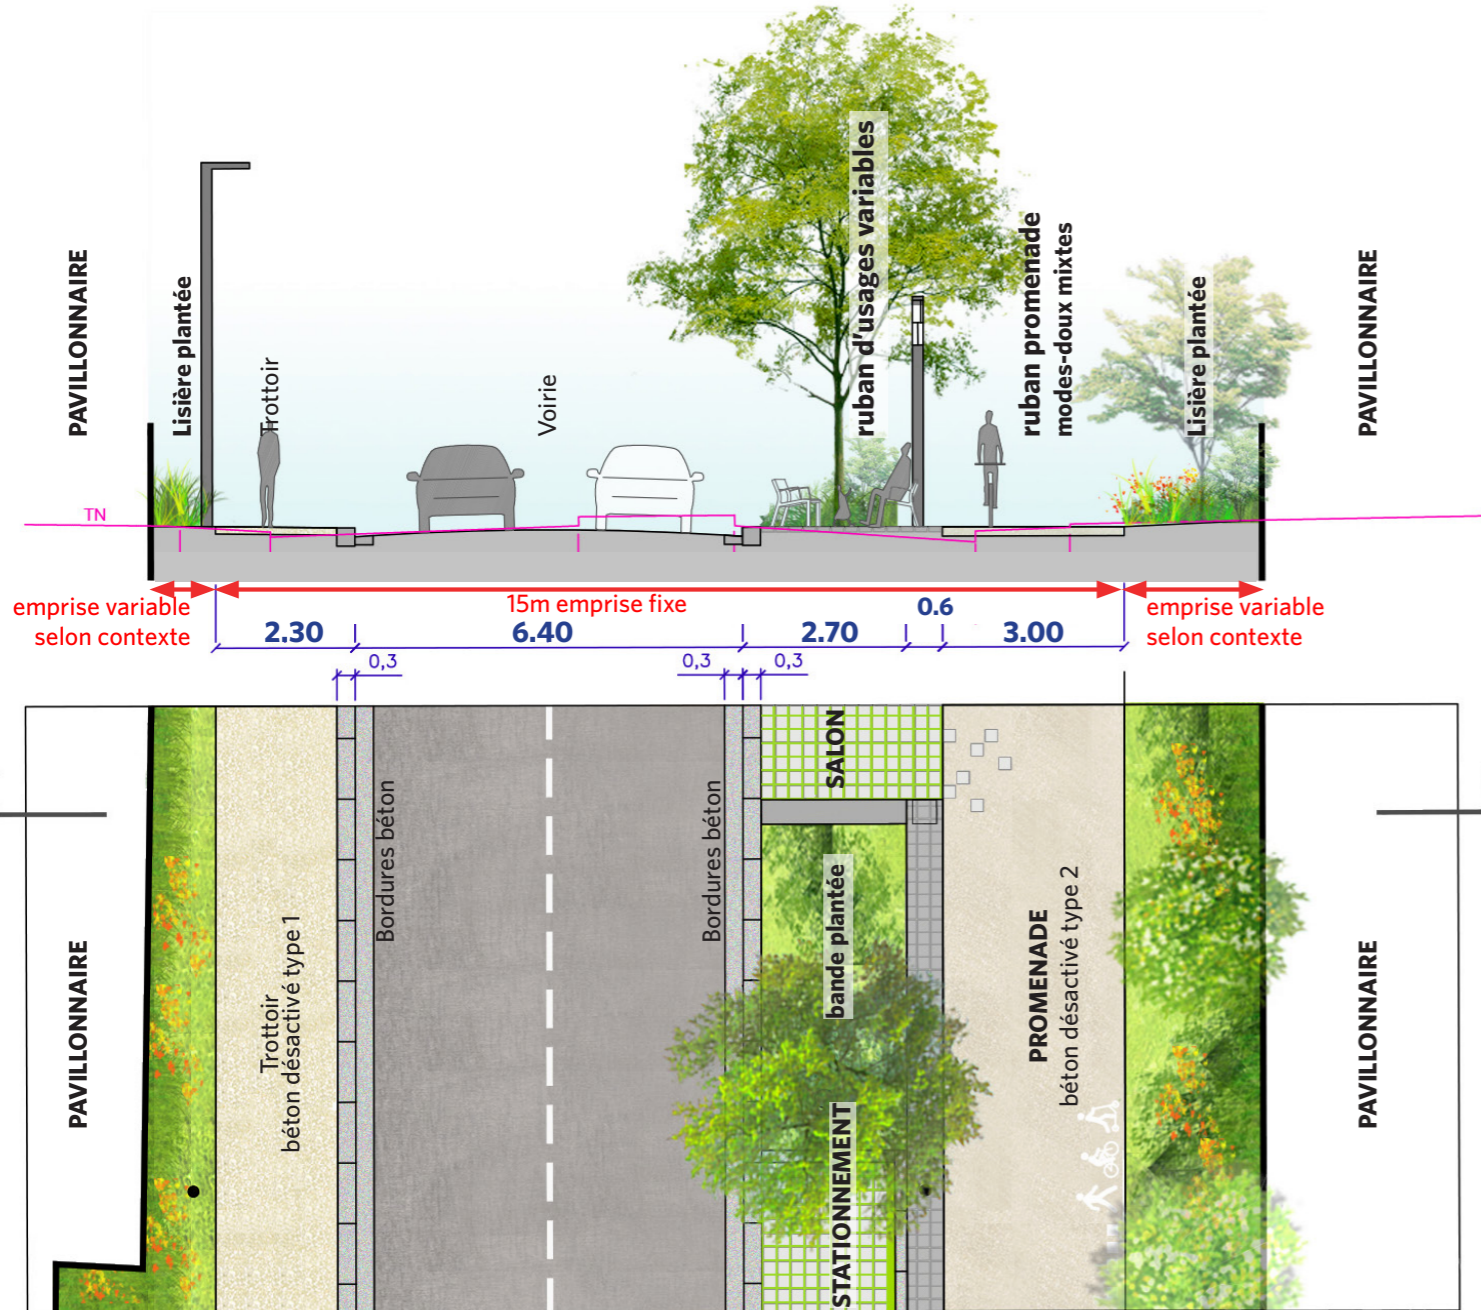 PAVILLONNAIRE
Lisière plantée
Trottoir
Voirie
ruban d'usages variables
ruban promenade
modes-doux mixtes
Lisière plantée
PAVILLONNAIRE
TN
emprise variable
selon contexte
15m emprise fixe
emprise variable
selon contexte
2.30
6.40
2.70
0.6
3.00
0,3
0,3
0,3
PAVILLONNAIRE
Trottoir
béton désactivé type 1
Bordures béton
Bordures béton
SALON
bande plantée
STATIONNEMENT
PROMENADE
béton désactivé type 2
PAVILLONNAIRE